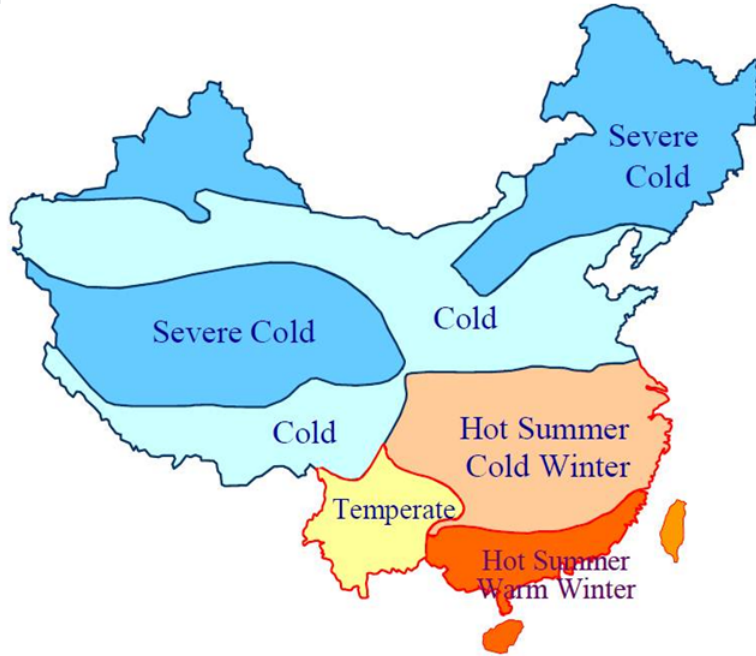 Severe
Cold
Severe Cold
Cold
Cold
Hot Summer
Cold Winter
Temperate
Hot Summer
Warm Winter